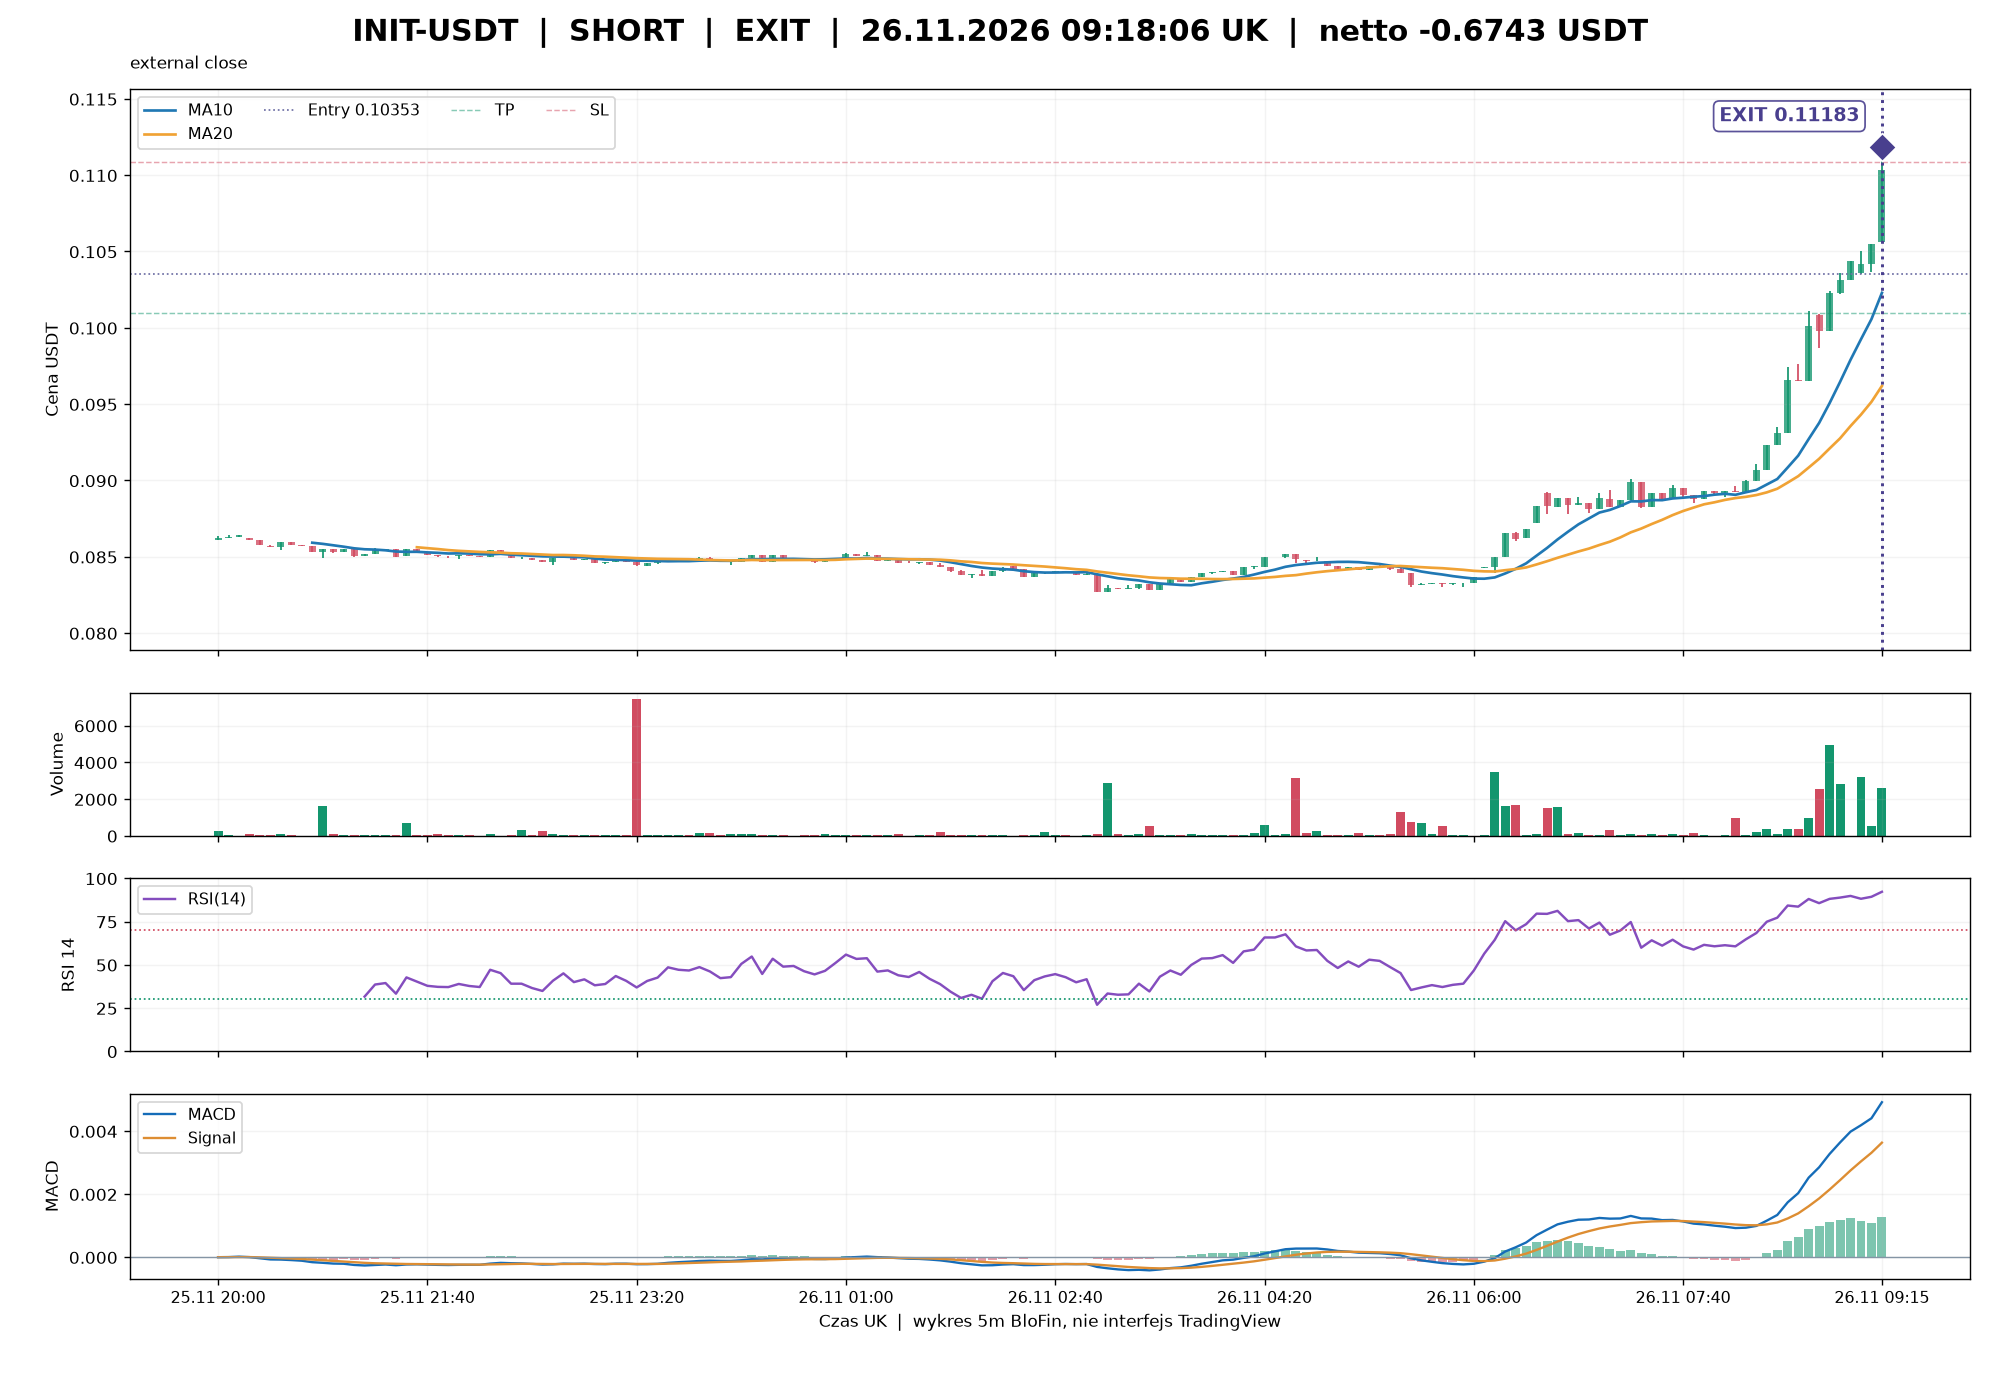 INIT-USDT | SHORT | EXIT | 26.11.2026 09:18:06 UK | netto -0.6743 USDT
external close
MA10
MA20
Entry 0.10353
TP
SL
EXIT 0.11183
0.115
0.110
0.105
0.100
0.095
0.090
0.085
0.080
Cena USDT
6000
4000
2000
0
Volume
RSI(14)
100
75
50
25
0
RSI 14
MACD
Signal
0.004
0.002
0.000
MACD
25.11 20:00
25.11 21:40
25.11 23:20
26.11 01:00
26.11 02:40
26.11 04:20
26.11 06:00
26.11 07:40
26.11 09:15
Czas UK | wykres 5m BloFin, nie interfejs TradingView